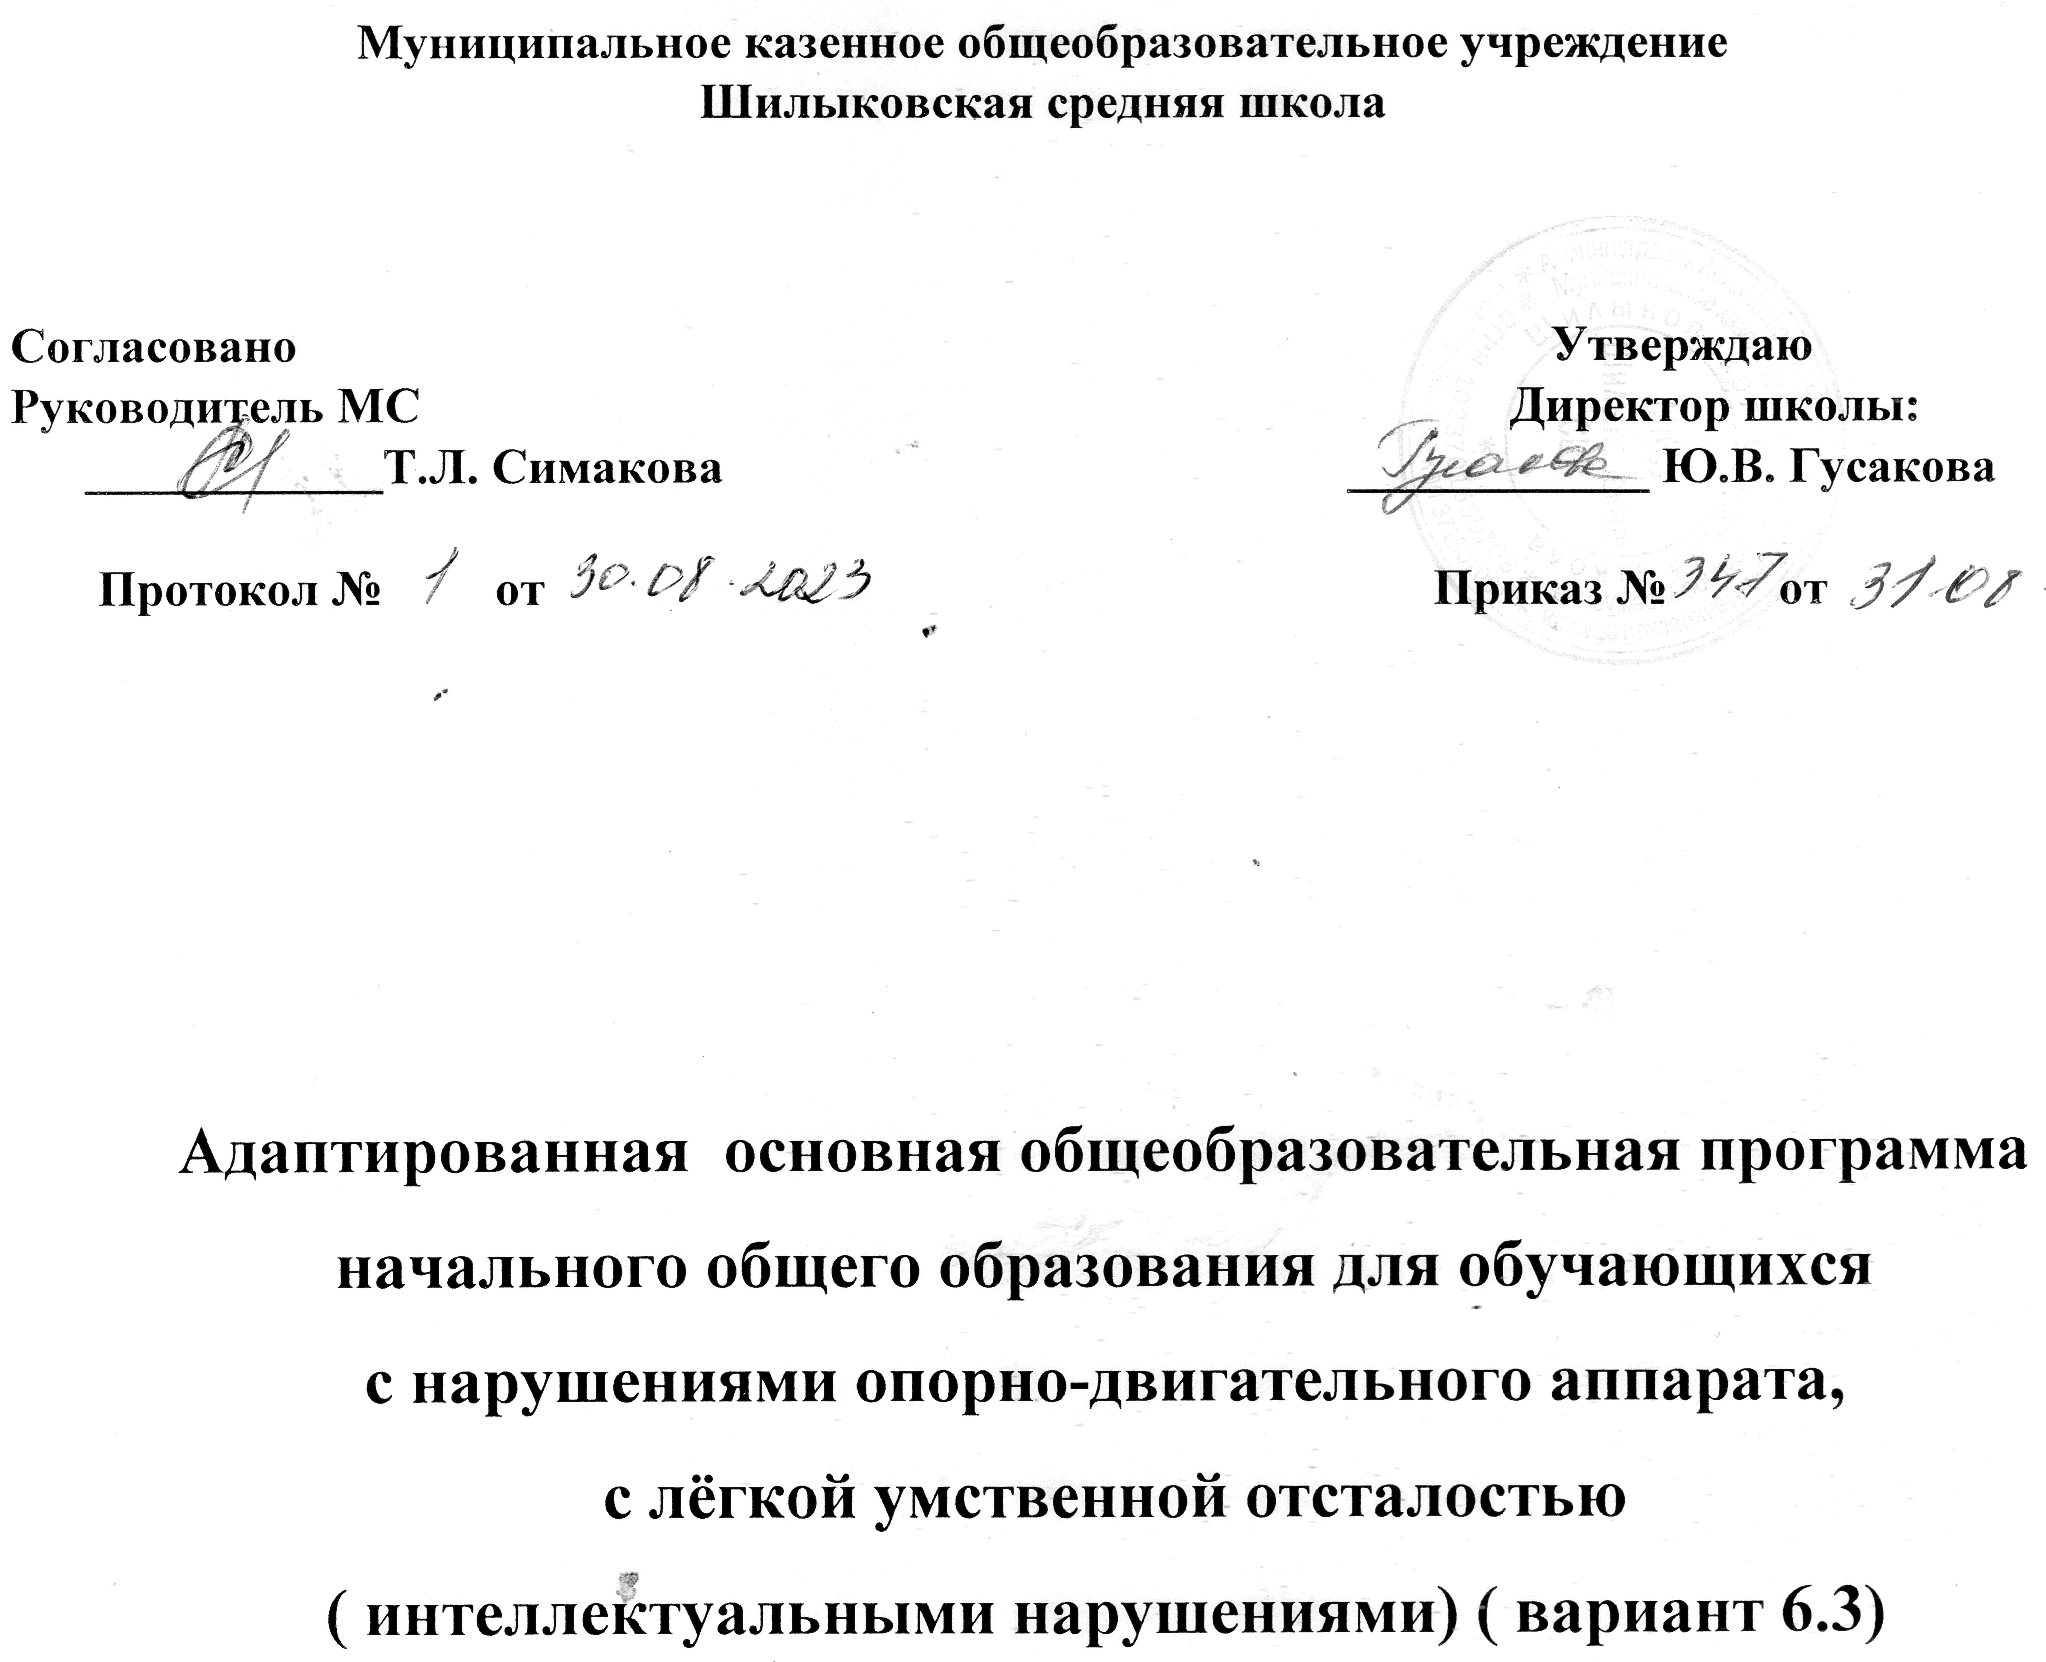 Муниципальное казенное общеобразовательное учреждение
Шилыковская средняя школа
Согласовано
Утверждаю
Руководитель МС
Директор школы:
Т.Л. Симакова
Гусакова Ю.В. Гусакова
Протокол № 1 от 30.08.2023
Приказ № 347 от 31.08
Адаптированная основная общеобразовательная программа
начального общего образования для обучающихся
с нарушениями опорно-двигательного аппарата,
с лёгкой умственной отсталостью
( интеллектуальными нарушениями) ( вариант 6.3)